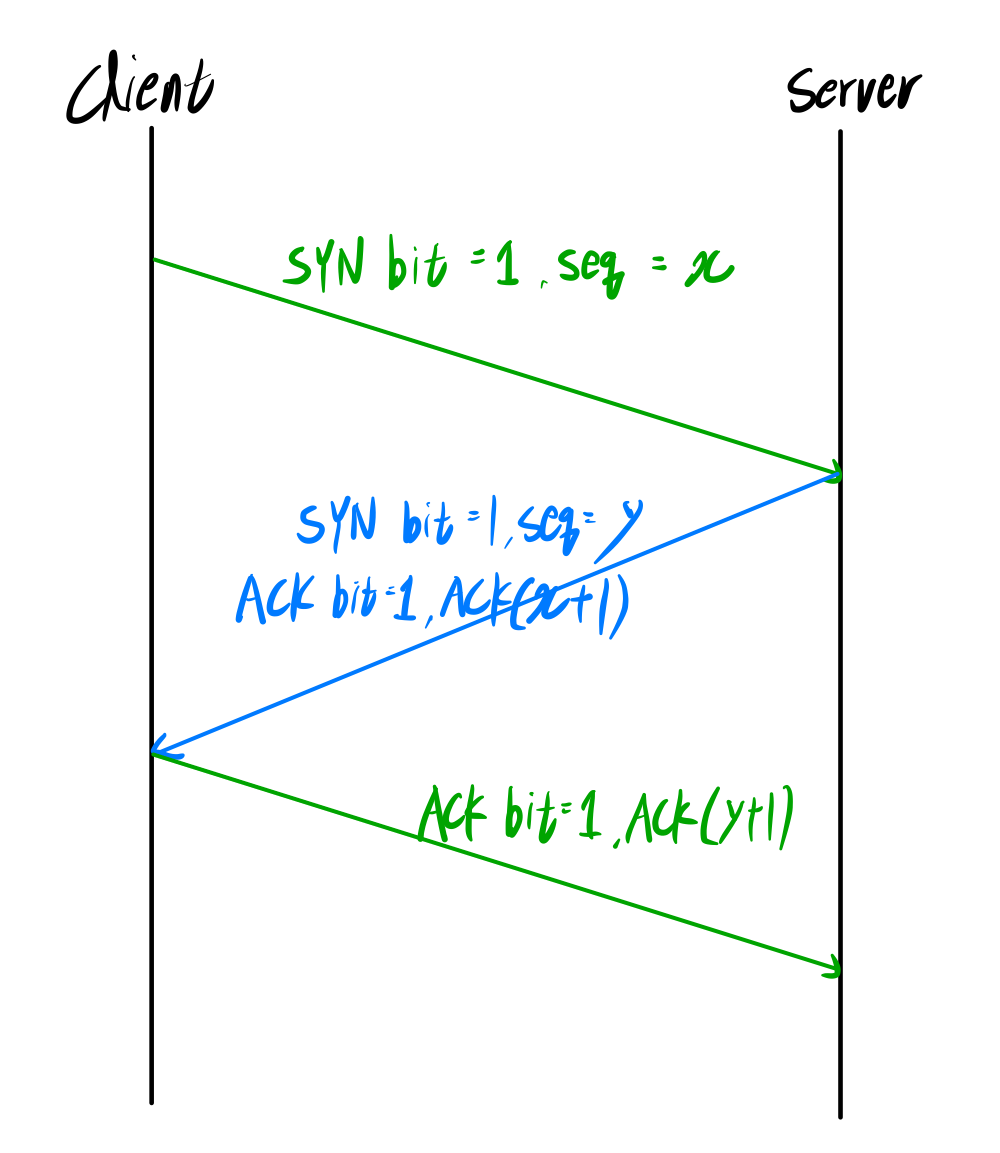 Client
Server
SYN bit = 1, seq = x
SYN bit = 1, seq = y
ACK bit = 1, ACK(x+1)
ACK bit = 1, ACK(y+1)